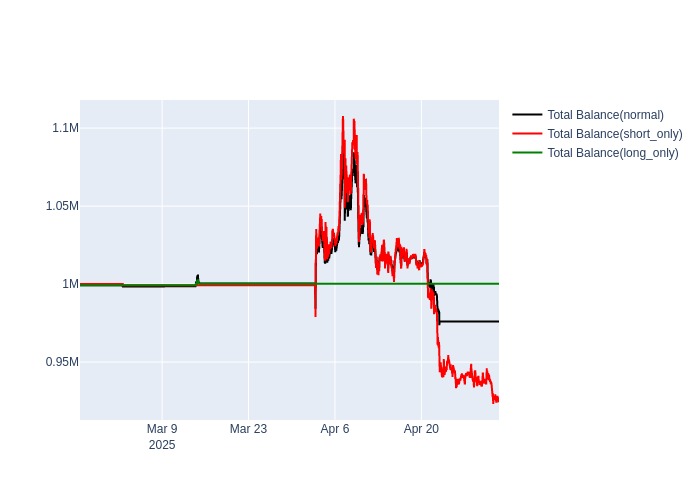 1.1M
1.05M
1M
0.95M
Mar 9
2025
Mar 23
Apr 6
Apr 20
Total Balance(normal)
Total Balance(short_only)
Total Balance(long_only)